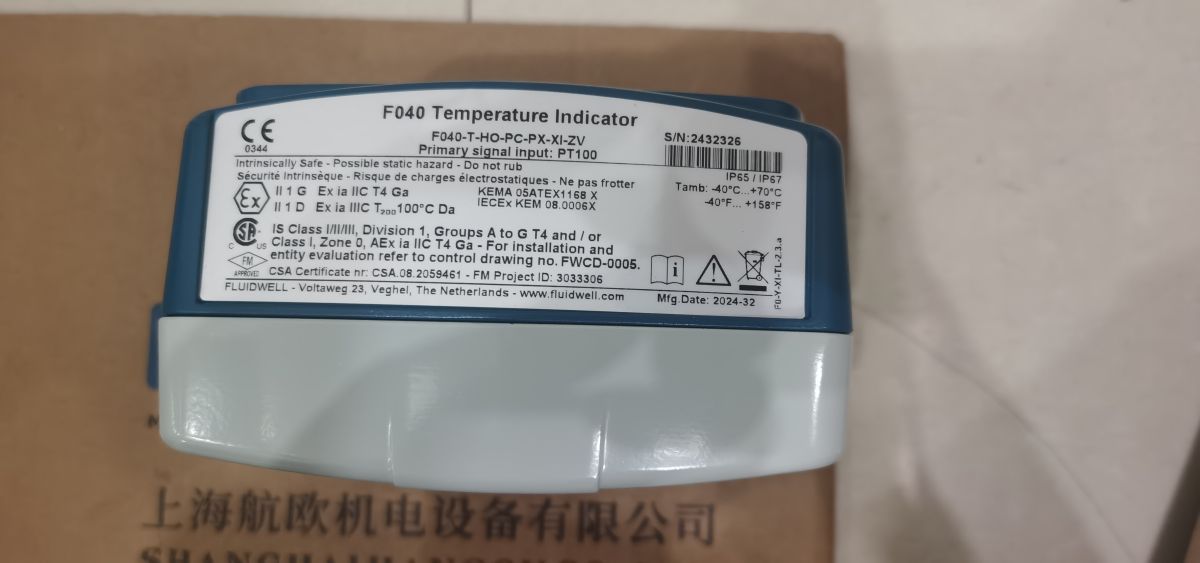 F040 Temperature Indicator
CE
0344
F040-T-HO-PC-PX-XI-ZV
Primary signal input: PT100
S/N:2432326
IP65 / IP67
Tamb: -40°C...+70°C
-40°F... +158°F
Intrinsically Safe - Possible static hazard - Do not rub
Sécurité Intrinsèque - Risque de charges électrostatiques - Ne pas frotter
Ex
II 1 G Ex ia IIC T4 Ga
II 1 D Ex ia IIIC T₂₀₀100°C Da
KEMA 05ATEX1168 X
IECEx KEM 08.0006X
SA
C US
FM
APPROVED
IS Class I/II/III, Division 1, Groups A to G T4 and / or
Class I, Zone 0, AEx ia IIC T4 Ga - For installation and
entity evaluation refer to control drawing no. FWCD-0005.
CSA Certificate nr: CSA.08.2059461 - FM Project ID: 3033306
FLUIDWELL - Voltaweg 23, Veghel, The Netherlands - www.fluidwell.com
Mfg.Date: 2024-32
F0-Y-XI-TL-2.3.a
上海航欧机电设备有限公司